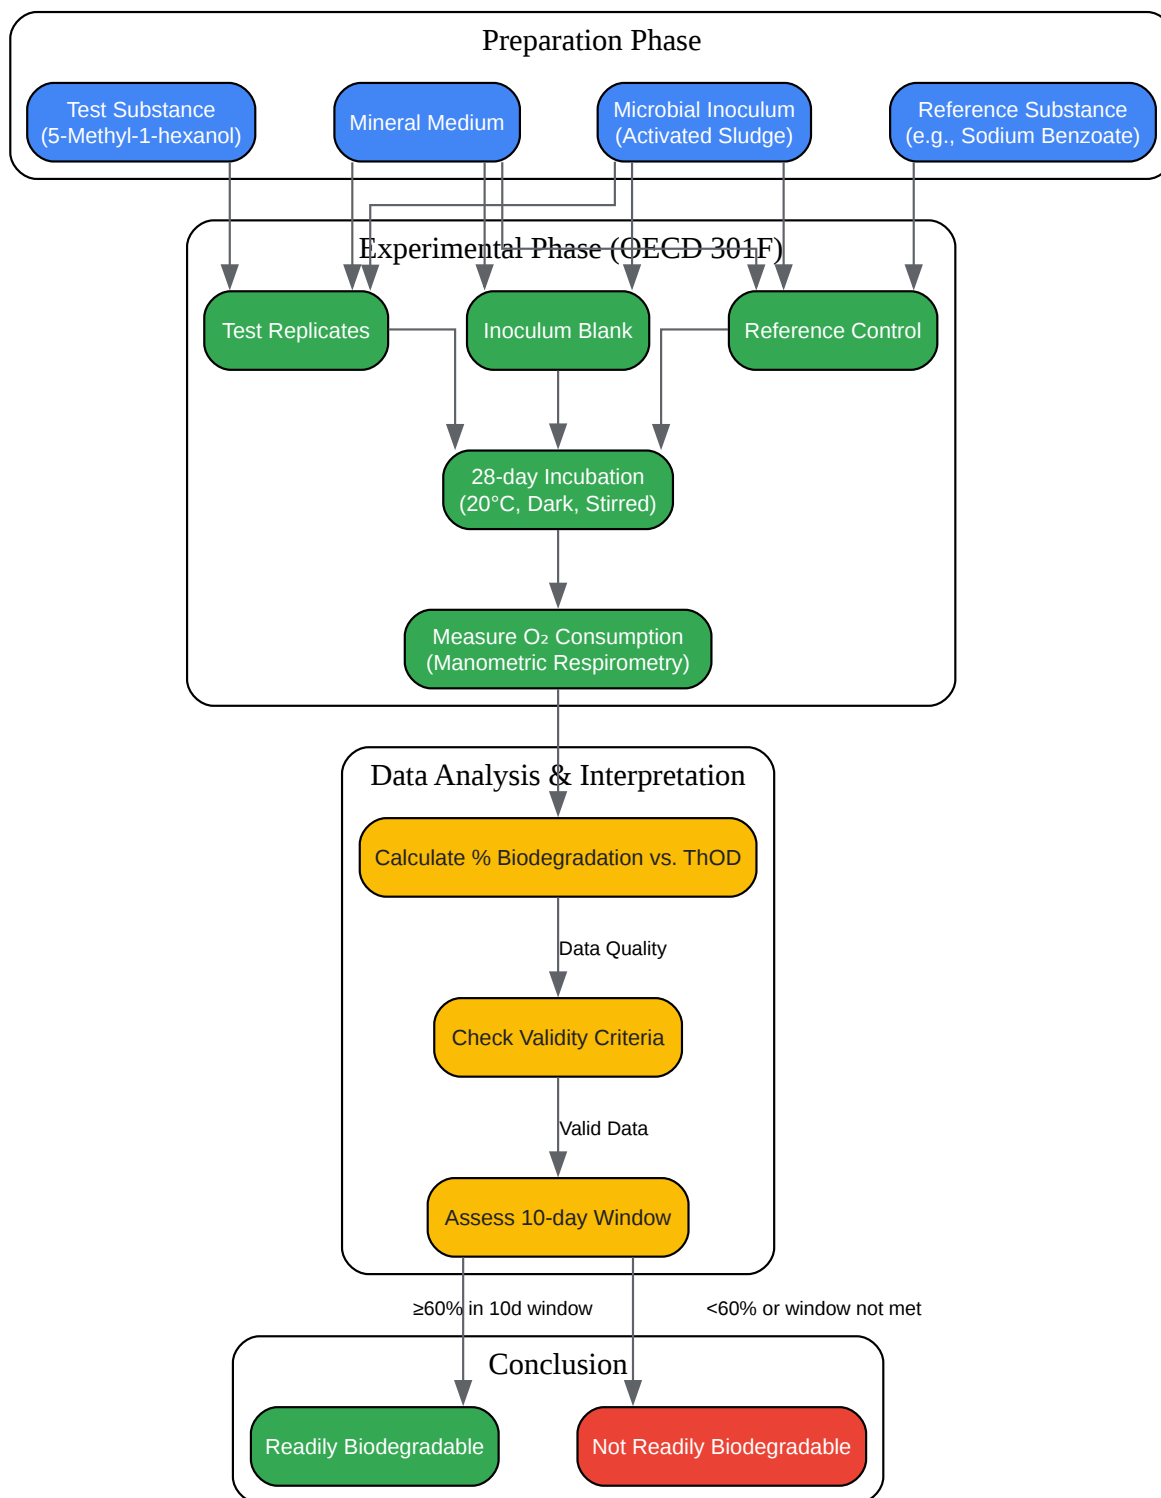 Preparation Phase
Test Substance
(5-Methyl-1-hexanol)
Mineral Medium
Microbial Inoculum
(Activated Sludge)
Reference Substance
(e.g., Sodium Benzoate)
Experimental Phase (OECD 301F)
Test Replicates
Inoculum Blank
Reference Control
28-day Incubation
(20°C, Dark, Stirred)
Measure O₂ Consumption
(Manometric Respirometry)
Data Analysis & Interpretation
Calculate % Biodegradation vs. ThOD
Data Quality
Check Validity Criteria
Valid Data
Assess 10-day Window
≥60% in 10d window
<60% or window not met
Conclusion
Readily Biodegradable
Not Readily Biodegradable